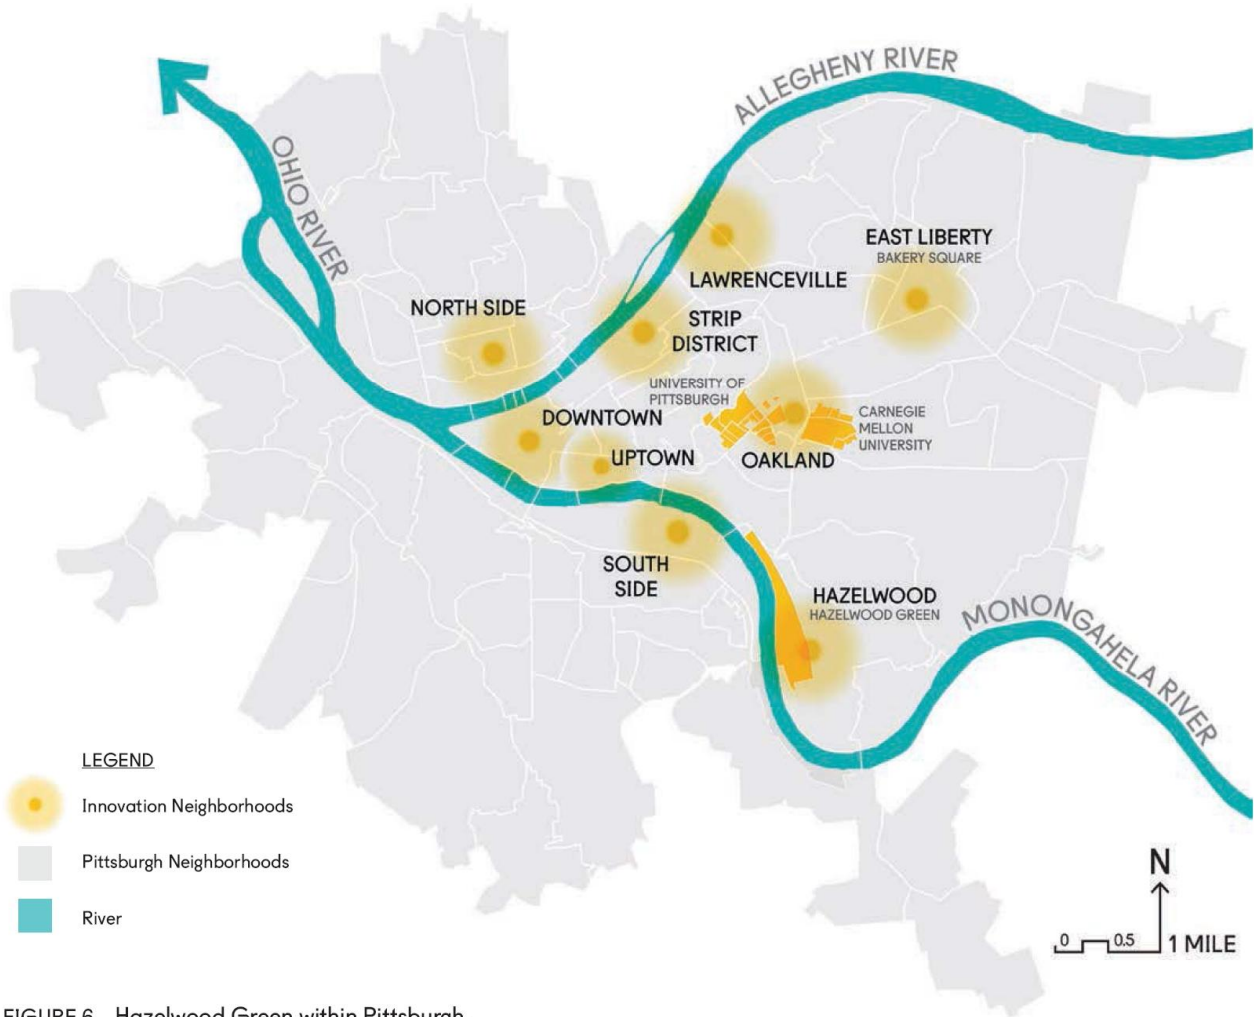 ALLEGHENY RIVER
OHIO RIVER
EAST LIBERTY
BAKERY SQUARE
LAWRENCEVILLE
NORTH SIDE
STRIP
DISTRICT
UNIVERSITY OF
PITTSBURGH
CARNEGIE
MELLON
UNIVERSITY
DOWNTOWN
UPTOWN
OAKLAND
SOUTH
SIDE
HAZELWOOD
HAZELWOOD GREEN
MONONGAHELA RIVER
LEGEND
Innovation Neighborhoods
Pittsburgh Neighborhoods
River
N
0 0.5 1 MILE
FIGURE 6 Hazelwood Green within Pittsburgh